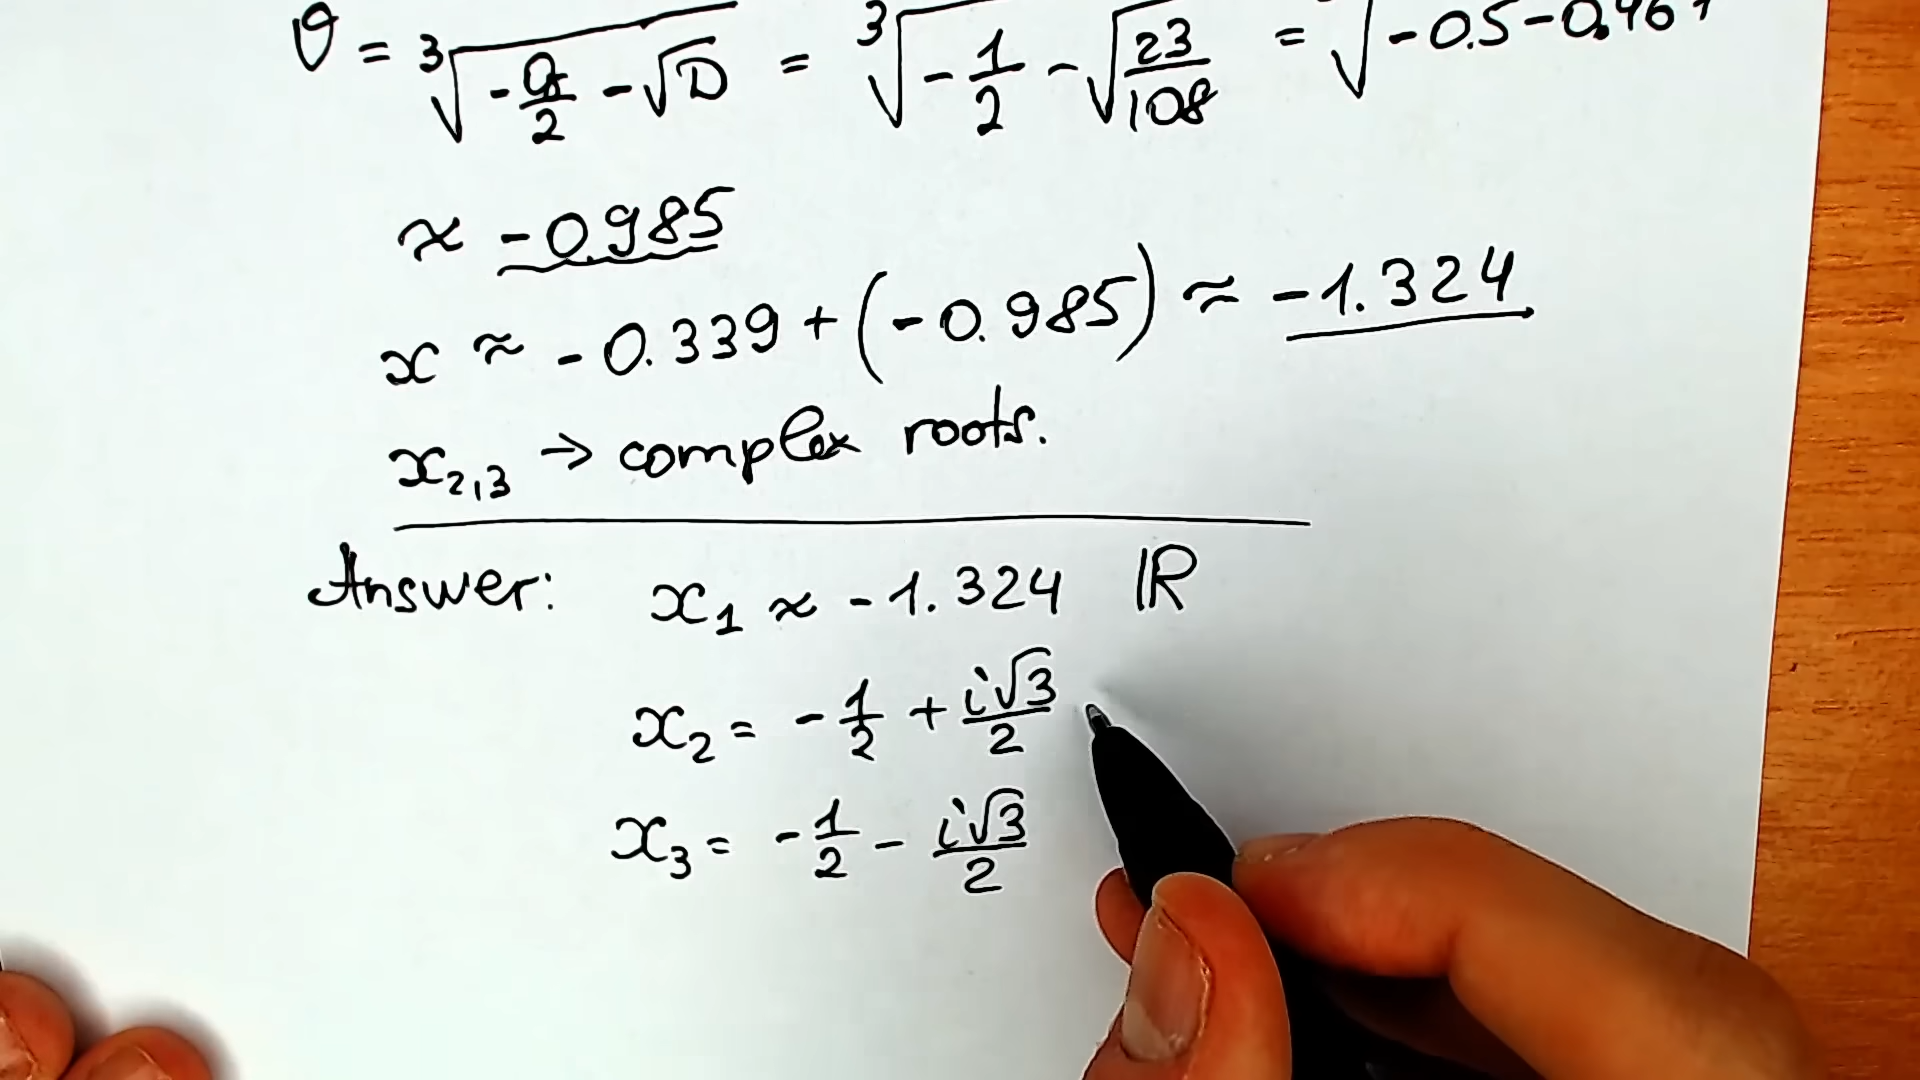 ϑ = ∛(-q/2 - √D) = ∛(-1/2 - √(23/108)) = √-0.5-0.461
≈ -0.985
x ≈ -0.339 + (-0.985) ≈ -1.324
x₂,₃ → complex roots.
Answer: x₁ ≈ -1.324 ℝ
x₂ = -1/2 + i√3/2
x₃ = -1/2 - i√3/2